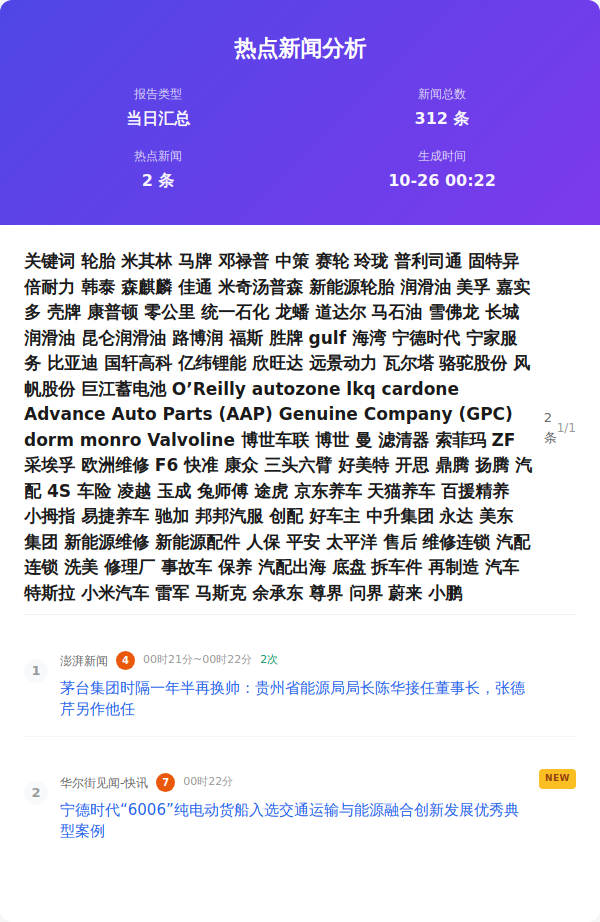 热点新闻分析
报告类型
新闻总数
当日汇总
312 条
热点新闻
生成时间
2 条
10-26 00:22
关键词 轮胎 米其林 马牌 邓禄普 中策 赛轮 玲珑 普利司通 固特异
倍耐力 韩泰 森麒麟 佳通 米奇汤普森 新能源轮胎 润滑油 美孚 嘉实
多 壳牌 康普顿 零公里 统一石化 龙蟠 道达尔 马石油 雪佛龙 长城
润滑油 昆仑润滑油 路博润 福斯 胜牌 gulf 海湾 宁德时代 宁家服
务 比亚迪 国轩高科 亿纬锂能 欣旺达 远景动力 瓦尔塔 骆驼股份 风
帆股份 巨江蓄电池 O’Reilly autozone lkq cardone
Advance Auto Parts (AAP) Genuine Company (GPC)
dorm monro Valvoline 博世车联 博世 曼 滤清器 索菲玛 ZF
采埃孚 欧洲维修 F6 快准 康众 三头六臂 好美特 开思 鼎腾 扬腾 汽
配 4S 车险 凌越 玉成 兔师傅 途虎 京东养车 天猫养车 百援精养
小拇指 易捷养车 驰加 邦邦汽服 创配 好车主 中升集团 永达 美东
集团 新能源维修 新能源配件 人保 平安 太平洋 售后 维修连锁 汽配
连锁 洗美 修理厂 事故车 保养 汽配出海 底盘 拆车件 再制造 汽车
特斯拉 小米汽车 雷军 马斯克 余承东 尊界 问界 蔚来 小鹏
2
条
1/1
1
澎湃新闻 4 00时21分~00时22分 2次
茅台集团时隔一年半再换帅：贵州省能源局局长陈华接任董事长，张德
芹另作他任
2
华尔街见闻-快讯 7 00时22分
NEW
宁德时代“6006”纯电动货船入选交通运输与能源融合创新发展优秀典
型案例